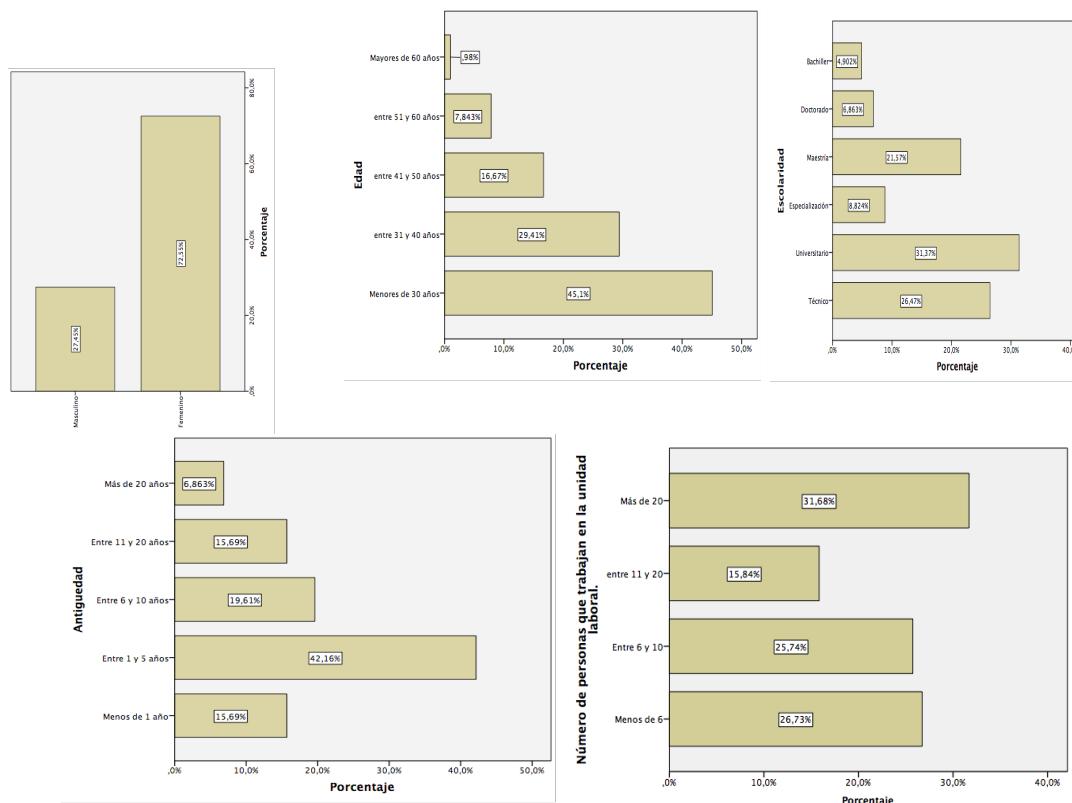 80,0%
60,0%
40,0%
20,0%
,0%
Porcentaje
27,45%
72,55%
Masculino
Femenino
Edad
Mayores de 60 años
,98%
entre 51 y 60 años
7,843%
entre 41 y 50 años
16,67%
entre 31 y 40 años
29,41%
Menores de 30 años
45,1%
,0% 10,0% 20,0% 30,0% 40,0% 50,0%
Porcentaje
Escolaridad
Bachiller
4,902%
Doctorado
6,863%
Maestría
21,57%
Especialización
8,824%
Universitario
31,37%
Técnico
26,47%
,0% 10,0% 20,0% 30,0% 40,0%
Porcentaje
Antiguedad
Más de 20 años
6,863%
Entre 11 y 20 años
15,69%
Entre 6 y 10 años
19,61%
Entre 1 y 5 años
42,16%
Menos de 1 año
15,69%
,0% 10,0% 20,0% 30,0% 40,0% 50,0%
Porcentaje
Número de personas que trabajan en la unidad
laboral.
Más de 20
31,68%
entre 11 y 20
15,84%
Entre 6 y 10
25,74%
Menos de 6
26,73%
,0% 10,0% 20,0% 30,0% 40,0%
Porcentaje